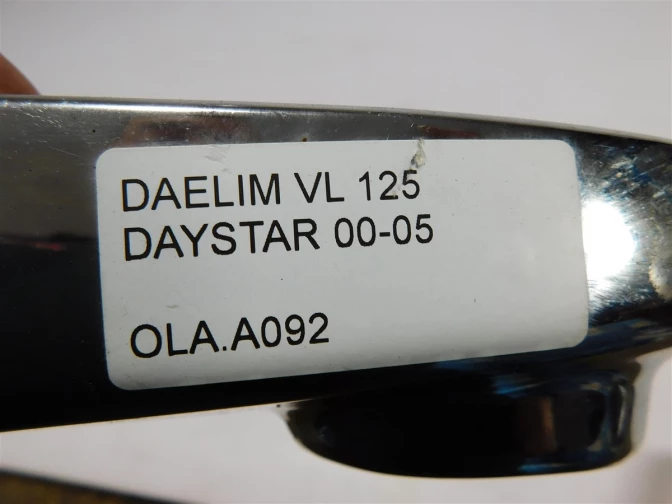 DAELIM VL 125
DAYSTAR 00-05
OLA.A092